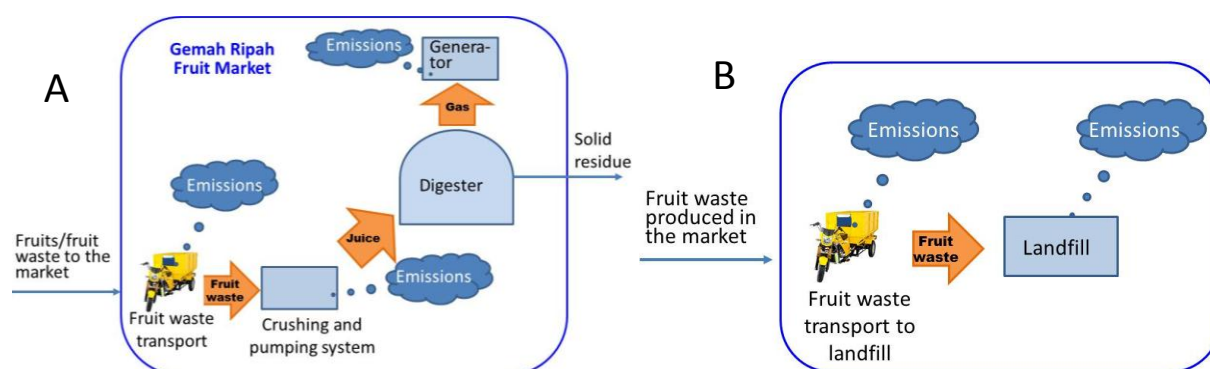 A
Gemah Ripah
Fruit Market
Emissions
Genera-
tor
Gas
Solid
residue
Digester
Emissions
Juice
Fruits/fruit
waste to the
market
Fruit
waste
Emissions
Fruit waste
transport
Crushing and
pumping system
B
Emissions
Emissions
Fruit waste
produced in
the market
Fruit
waste
Landfill
Fruit waste
transport to
landfill